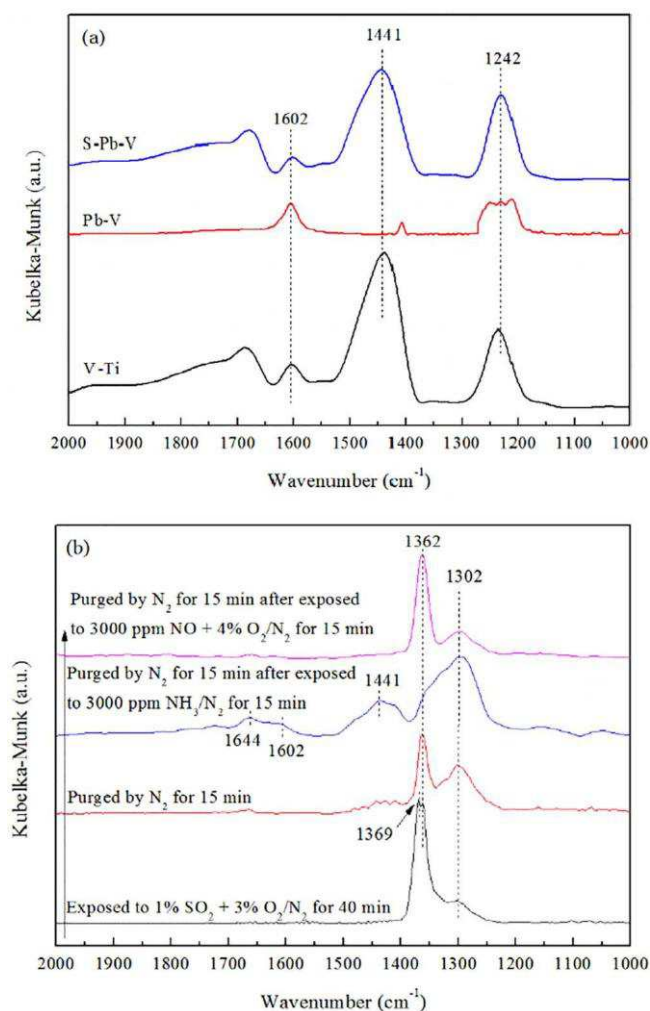 (a)
1441
1242
1602
S-Pb-V
Pb-V
V-Ti
Kubelka-Munk (a.u.)
2000 1900 1800 1700 1600 1500 1400 1300 1200 1100 1000
Wavenumber (cm⁻¹)
(b)
1362
1302
Purged by N₂ for 15 min after exposed
to 3000 ppm NO + 4% O₂/N₂ for 15 min
Purged by N₂ for 15 min after exposed
to 3000 ppm NH₃/N₂ for 15 min
1441
1644
1602
Purged by N₂ for 15 min
1369
Exposed to 1% SO₂ + 3% O₂/N₂ for 40 min
Kubelka-Munk (a.u.)
2000 1900 1800 1700 1600 1500 1400 1300 1200 1100 1000
Wavenumber (cm⁻¹)